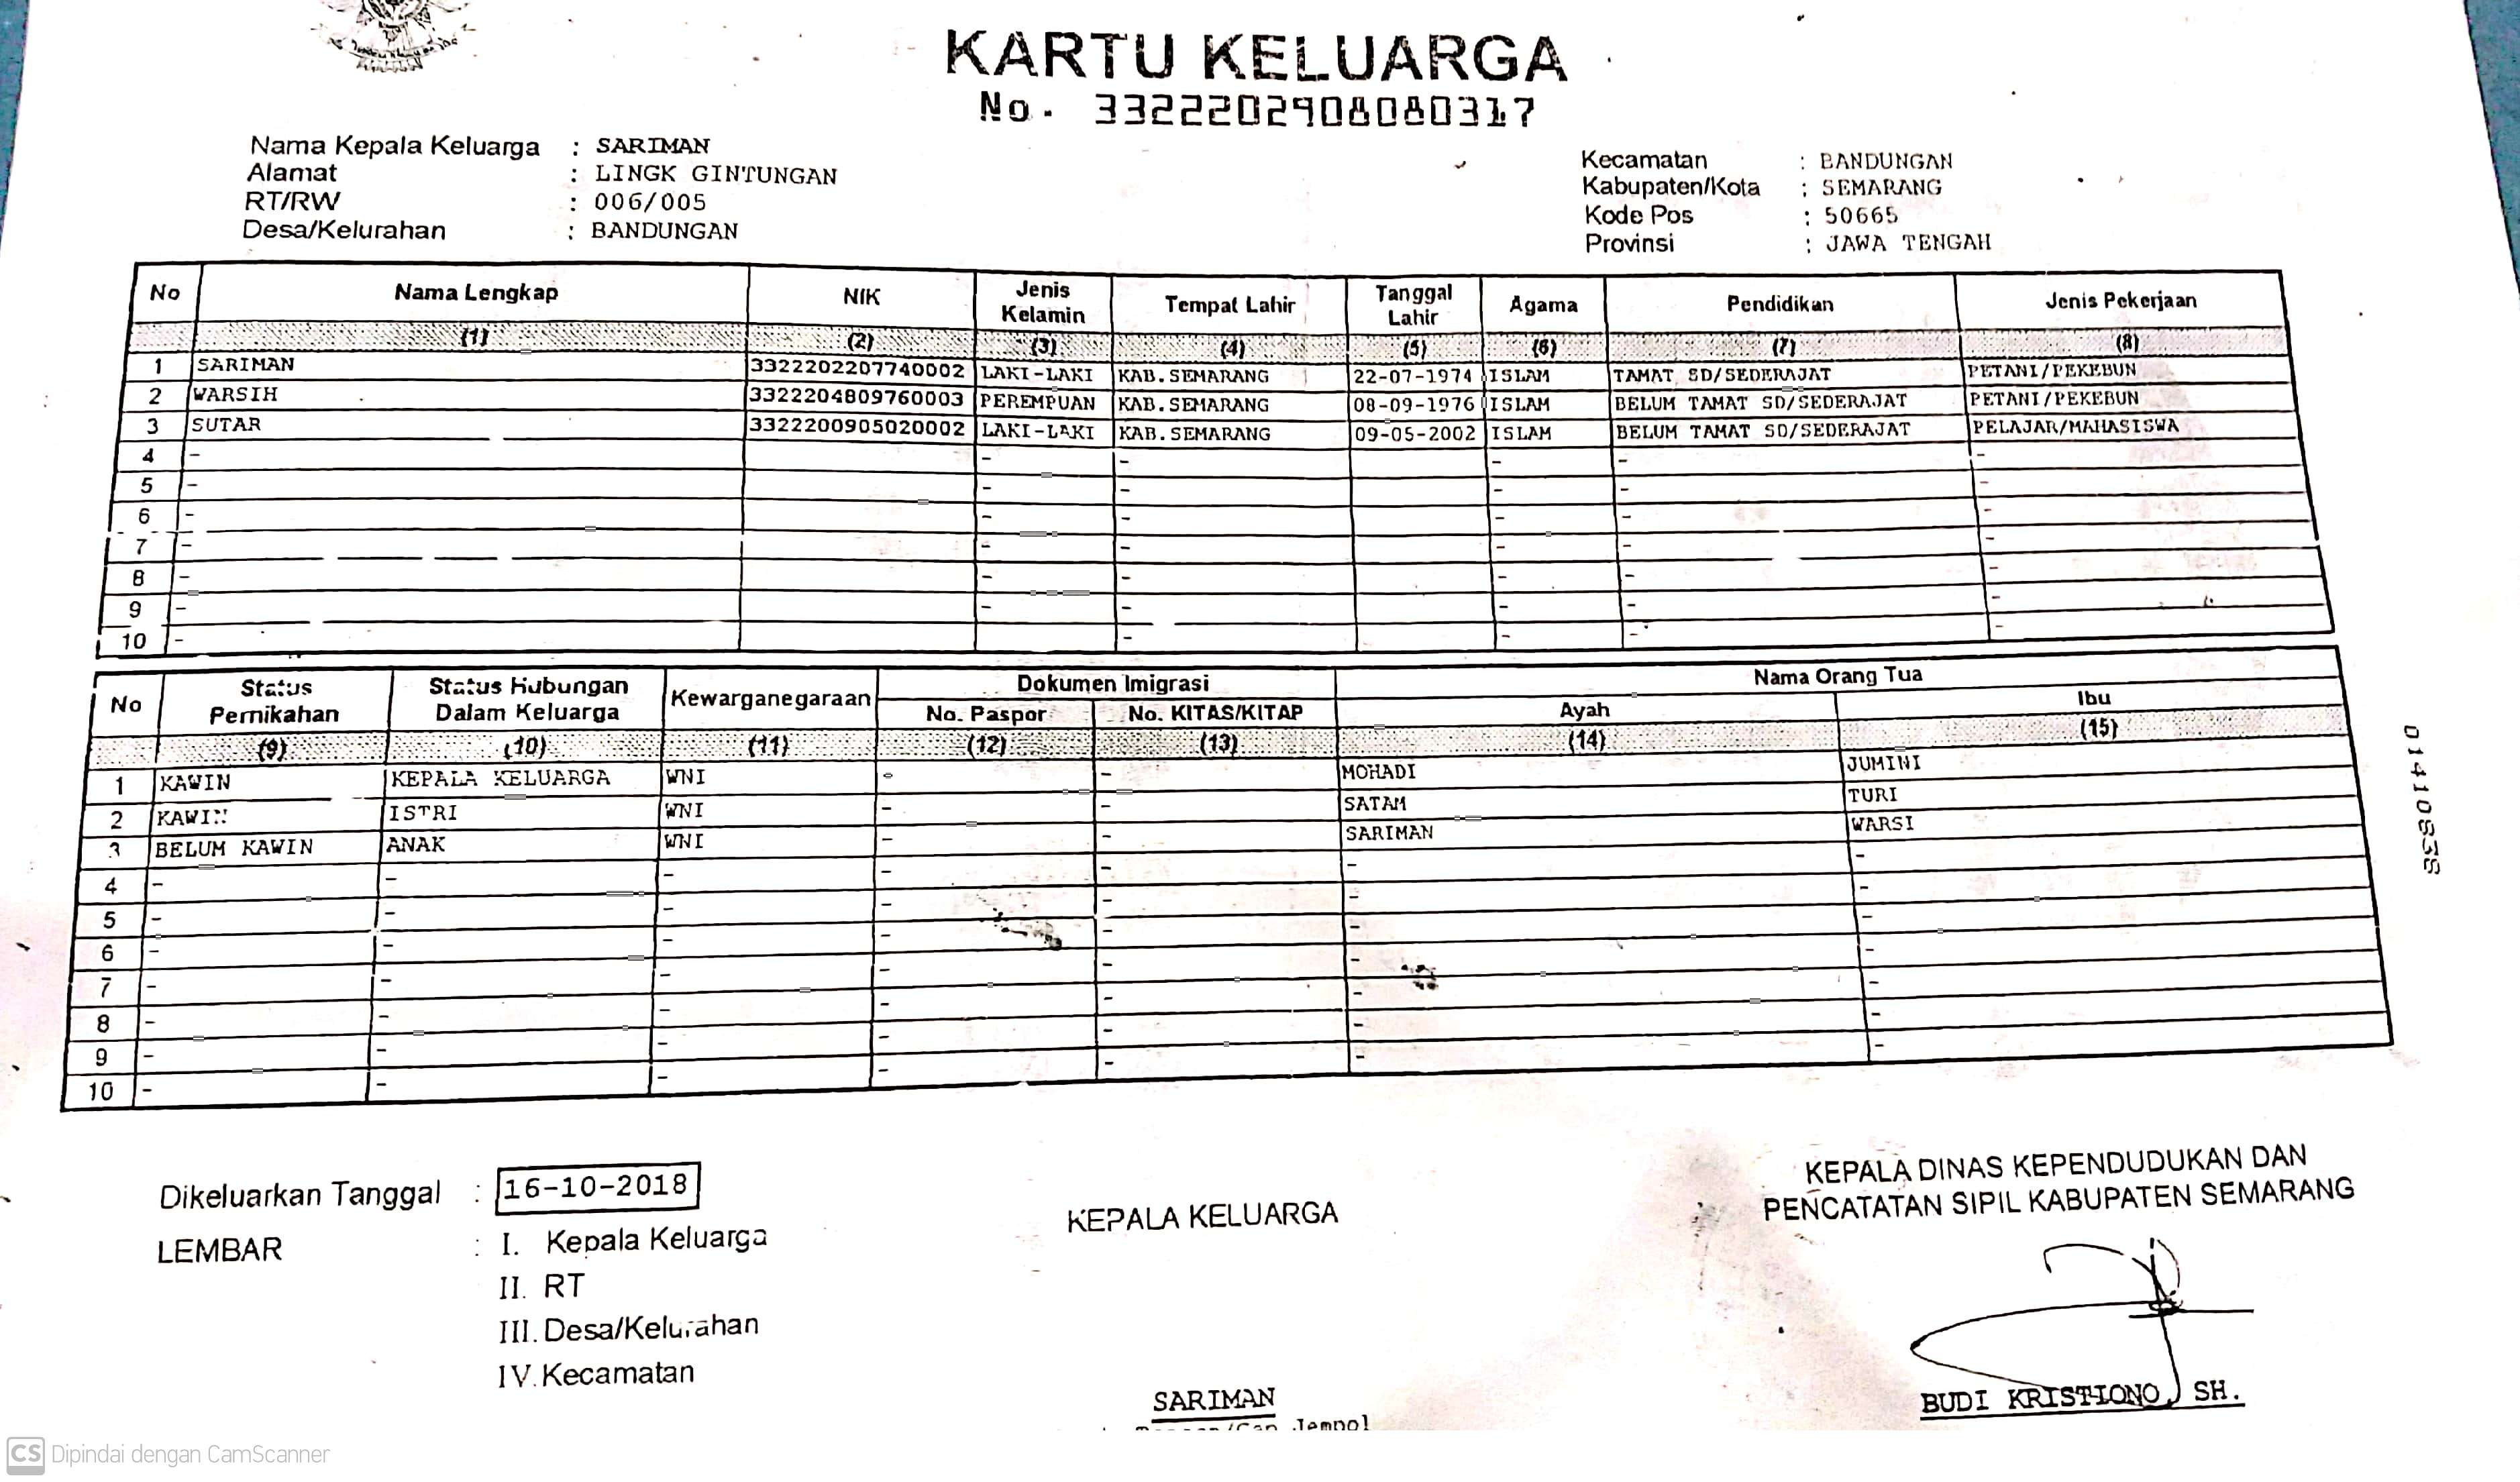 KARTU KELUARGA
No. 3322202908080317
Nama Kepala Keluarga : SARIMAN
Alamat : LINGK GINTUNGAN
RT/RW : 006/005
Desa/Kelurahan : BANDUNGAN
Kecamatan : BANDUNGAN
Kabupaten/Kota : SEMARANG
Kode Pos : 50665
Provinsi : JAWA TENGAH
No Nama Lengkap NIK Jenis Kelamin Tempat Lahir Tanggal Lahir Agama Pendidikan Jenis Pekerjaan
(1) (2) (3) (4) (5) (6) (7) (8)
1 SARIMAN 3322202207740002 LAKI-LAKI KAB.SEMARANG 22-07-1974 ISLAM TAMAT SD/SEDERAJAT PETANI/PEKEBUN
2 WARSIH 3322204809760003 PEREMPUAN KAB.SEMARANG 08-09-1976 ISLAM BELUM TAMAT SD/SEDERAJAT PETANI/PEKEBUN
3 SUTAR 3322200905020002 LAKI-LAKI KAB.SEMARANG 09-05-2002 ISLAM BELUM TAMAT SD/SEDERAJAT PELAJAR/MAHASISWA
4 - - - - - -
5 - - - - - -
6 - - - - - -
7 - - - - - -
8 - - - - - -
9 - - - - - -
10 - - - - -
No Status Pernikahan Status Hubungan Dalam Keluarga Kewarganegaraan Dokumen Imigrasi Nama Orang Tua
No. Paspor No. KITAS/KITAP Ayah Ibu
(9) (10) (11) (12) (13) (14) (15)
1 KAWIN KEPALA KELUARGA WNI - - MOHADI JUMINI
2 KAWIN ISTRI WNI - - SATAM TURI
3 BELUM KAWIN ANAK WNI - - SARIMAN WARSI
4 - - - - - - -
5 - - - - - - -
6 - - - - - - -
7 - - - - - - -
8 - - - - - - -
9 - - - - - - -
10 - - - - - - -
Dikeluarkan Tanggal : 16-10-2018
LEMBAR : I. Kepala Keluarga
II. RT
III. Desa/Kelurahan
IV. Kecamatan
KEPALA KELUARGA
SARIMAN
Jempol
KEPALA DINAS KEPENDUDUKAN DAN
PENCATATAN SIPIL KABUPATEN SEMARANG
BUDI KRISTIONO, SH.
CS Dipindai dengan CamScanner